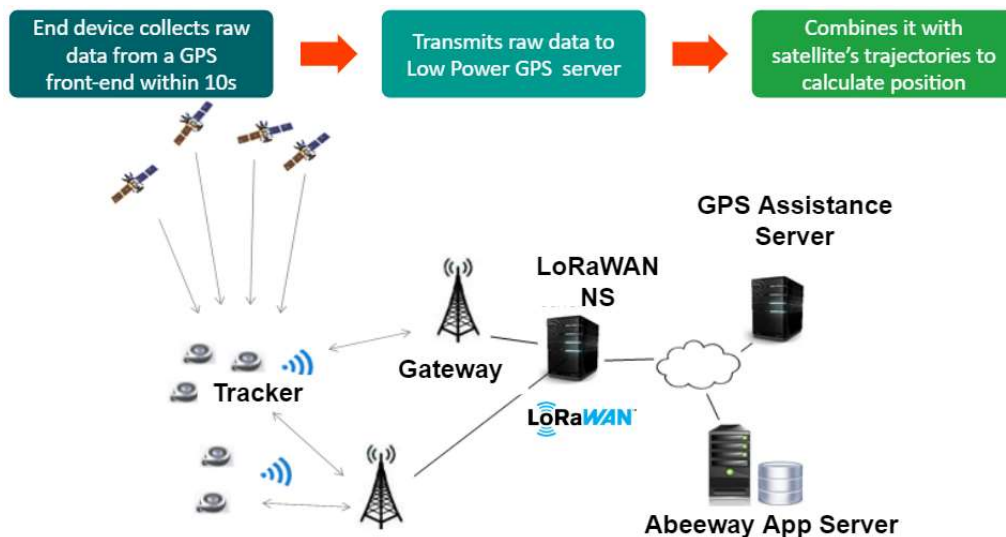 End device collects raw
data from a GPS
front-end within 10s
Transmits raw data to
Low Power GPS server
Combines it with
satellite's trajectories to
calculate position
GPS Assistance
Server
LoRaWAN
NS
Gateway
Tracker
LoRaWAN™
Abeeway App Server